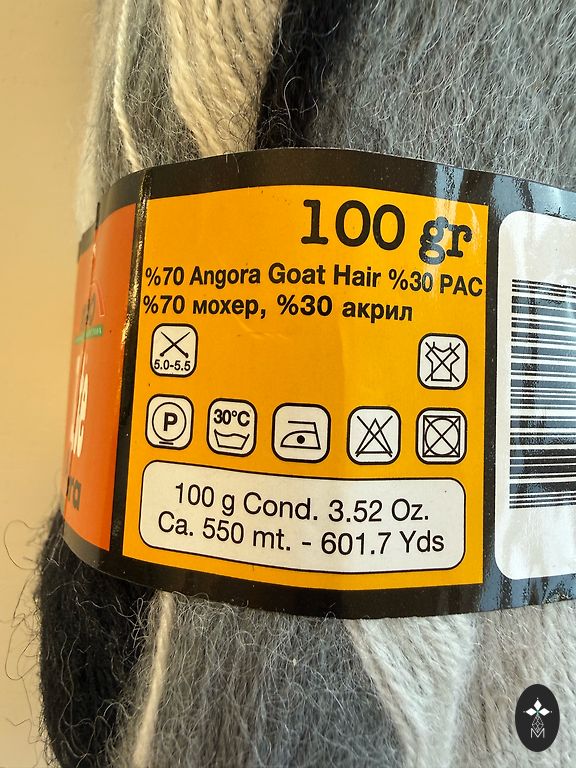 100 gr
%70 Angora Goat Hair %30 PAC
%70 мохер, %30 акрил
5.0-5.5
P
30°C
100 g Cond. 3.52 Oz.
Ca. 550 mt. - 601.7 Yds